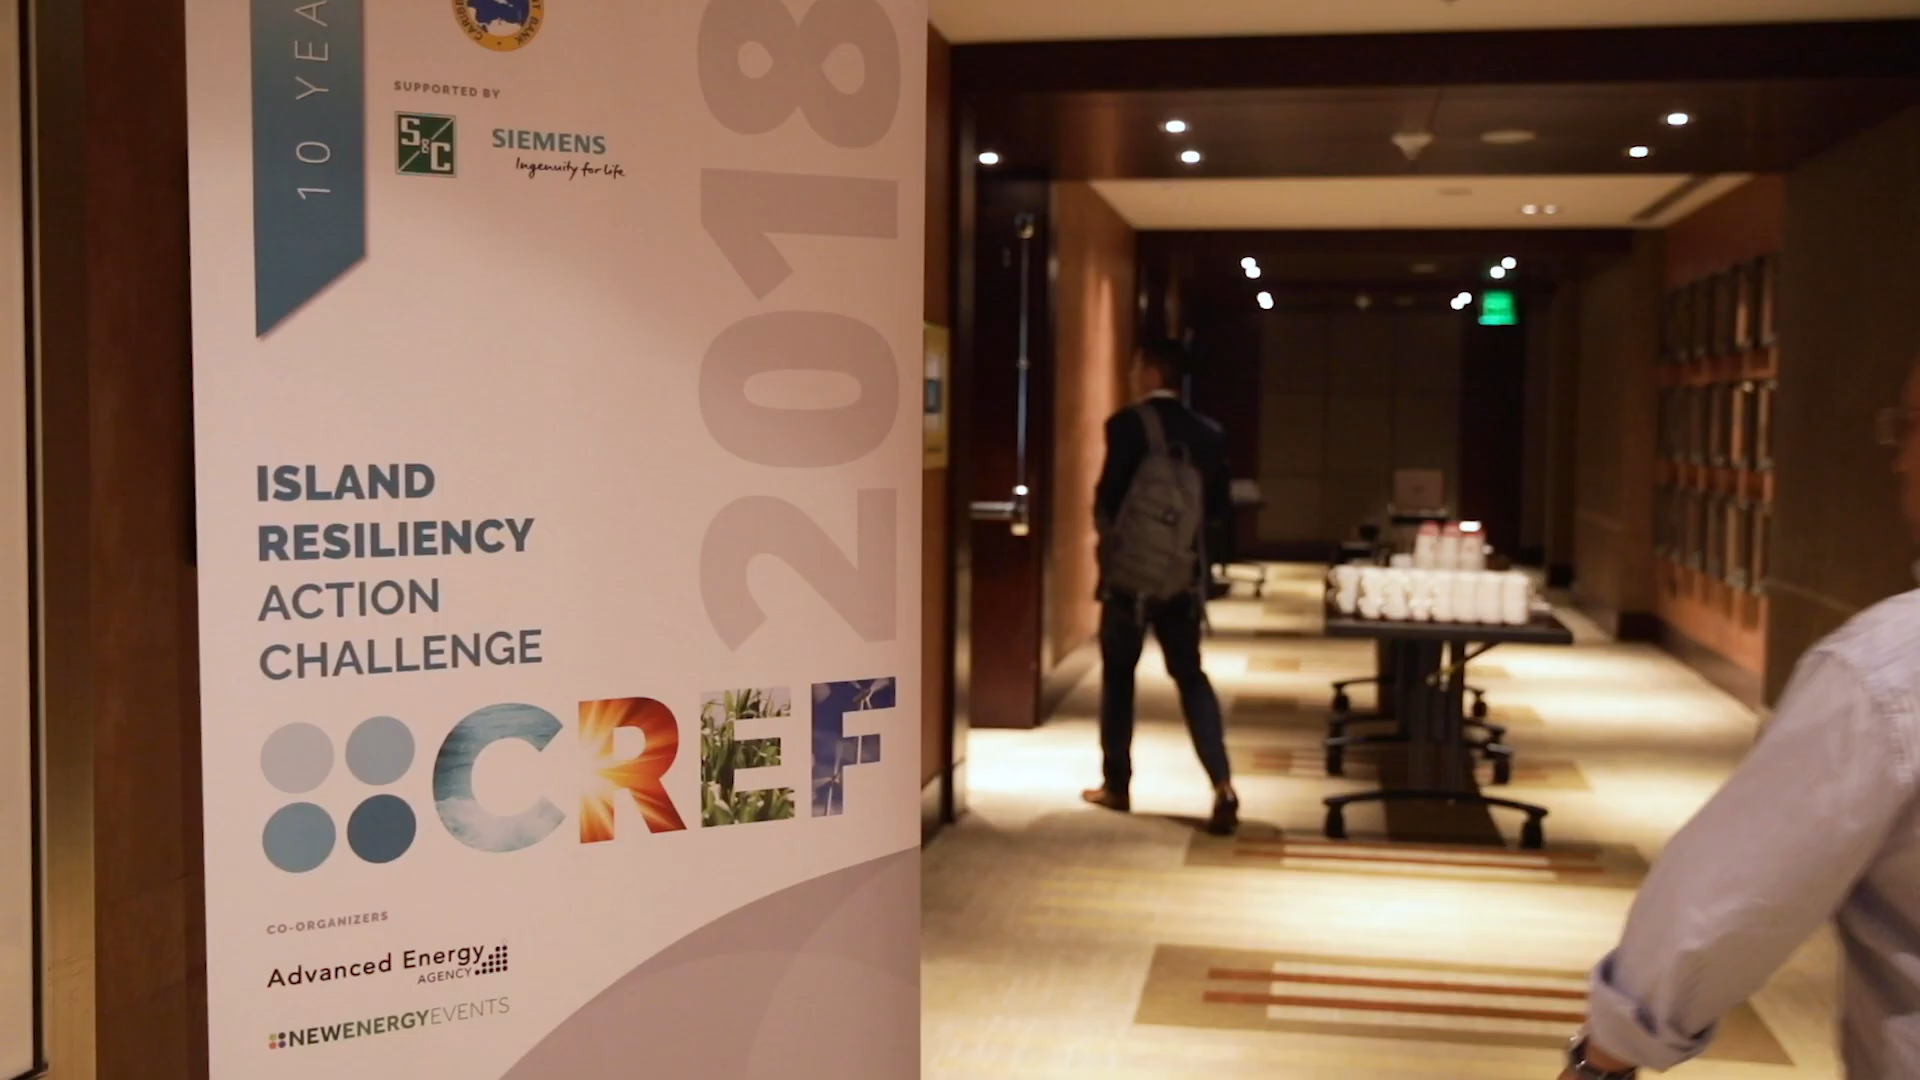 10 YEA
SUPPORTED BY
S&C
SIEMENS
Ingenuity for life
2018
ISLAND
RESILIENCY
ACTION
CHALLENGE
CREF
CO-ORGANIZERS
Advanced Energy
AGENCY
NEWENERGYEVENTS